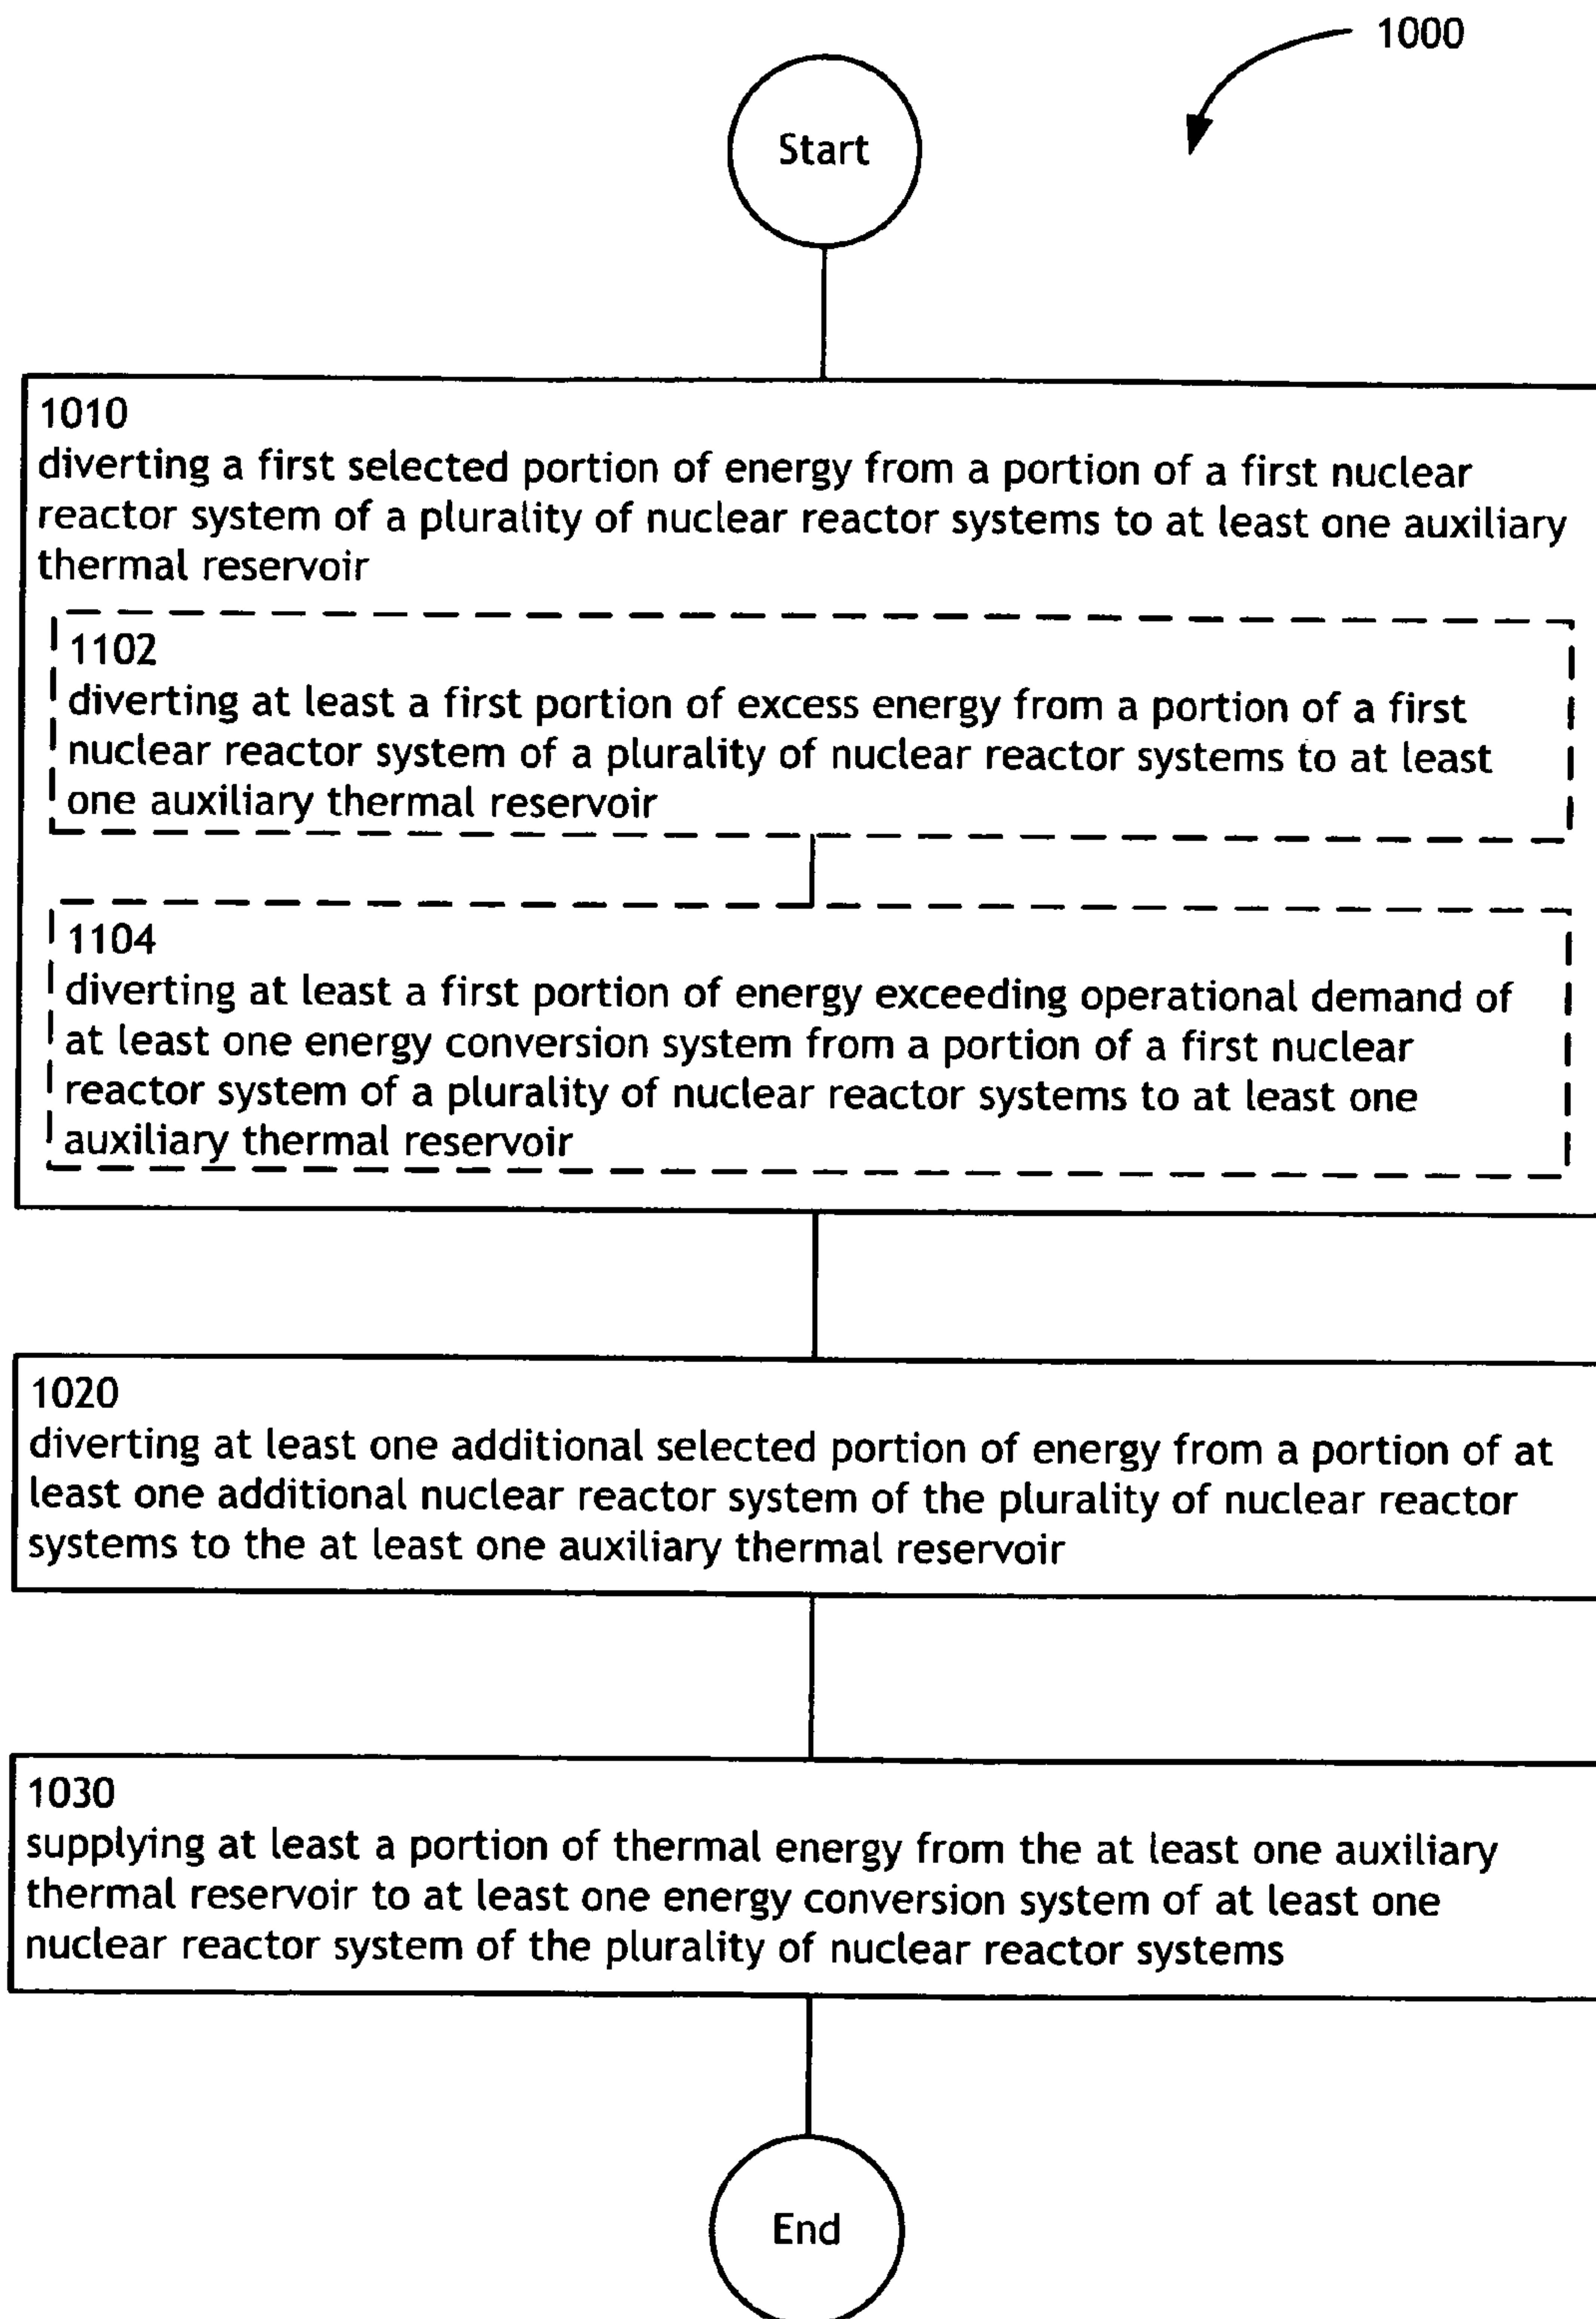 1000
Start
1010
diverting a first selected portion of energy from a portion of a first nuclear
reactor system of a plurality of nuclear reactor systems to at least one auxiliary
thermal reservoir
1102
diverting at least a first portion of excess energy from a portion of a first
nuclear reactor system of a plurality of nuclear reactor systems to at least
one auxiliary thermal reservoir
1104
diverting at least a first portion of energy exceeding operational demand of
at least one energy conversion system from a portion of a first nuclear
reactor system of a plurality of nuclear reactor systems to at least one
auxiliary thermal reservoir
1020
diverting at least one additional selected portion of energy from a portion of at
least one additional nuclear reactor system of the plurality of nuclear reactor
systems to the at least one auxiliary thermal reservoir
1030
supplying at least a portion of thermal energy from the at least one auxiliary
thermal reservoir to at least one energy conversion system of at least one
nuclear reactor system of the plurality of nuclear reactor systems
End